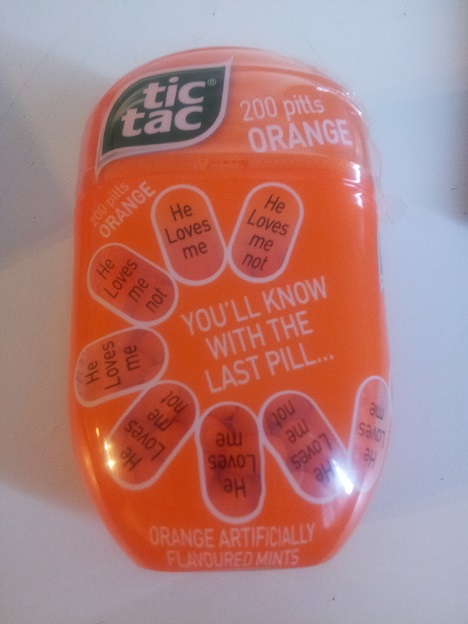 tic
tac®
200 pills
ORANGE
200 pills
ORANGE
He
Loves
me
He
Loves
me
not
He
Loves
me
not
He
Loves
me
He
Loves
me
not
He
Loves
me
He
Loves
me
not
He
Loves
me
YOU'LL KNOW
WITH THE
LAST PILL...
ORANGE ARTIFICIALLY
FLAVOURED MINTS